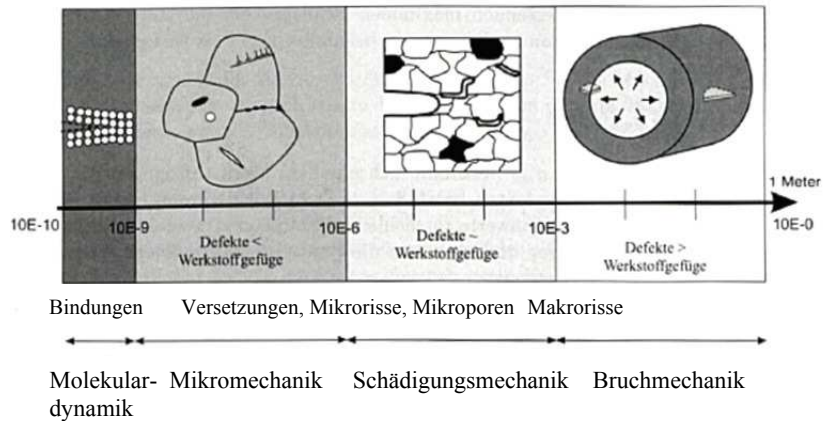 1 Meter
10E-10 10E-9 10E-6 10E-3 10E-0
Defekte < Werkstoffgefüge
Defekte ~ Werkstoffgefüge
Defekte > Werkstoffgefüge
Bindungen Versetzungen, Mikrorisse, Mikroporen Makrorisse
Molekular- Mikromechanik Schädigungsmechanik Bruchmechanik
dynamik